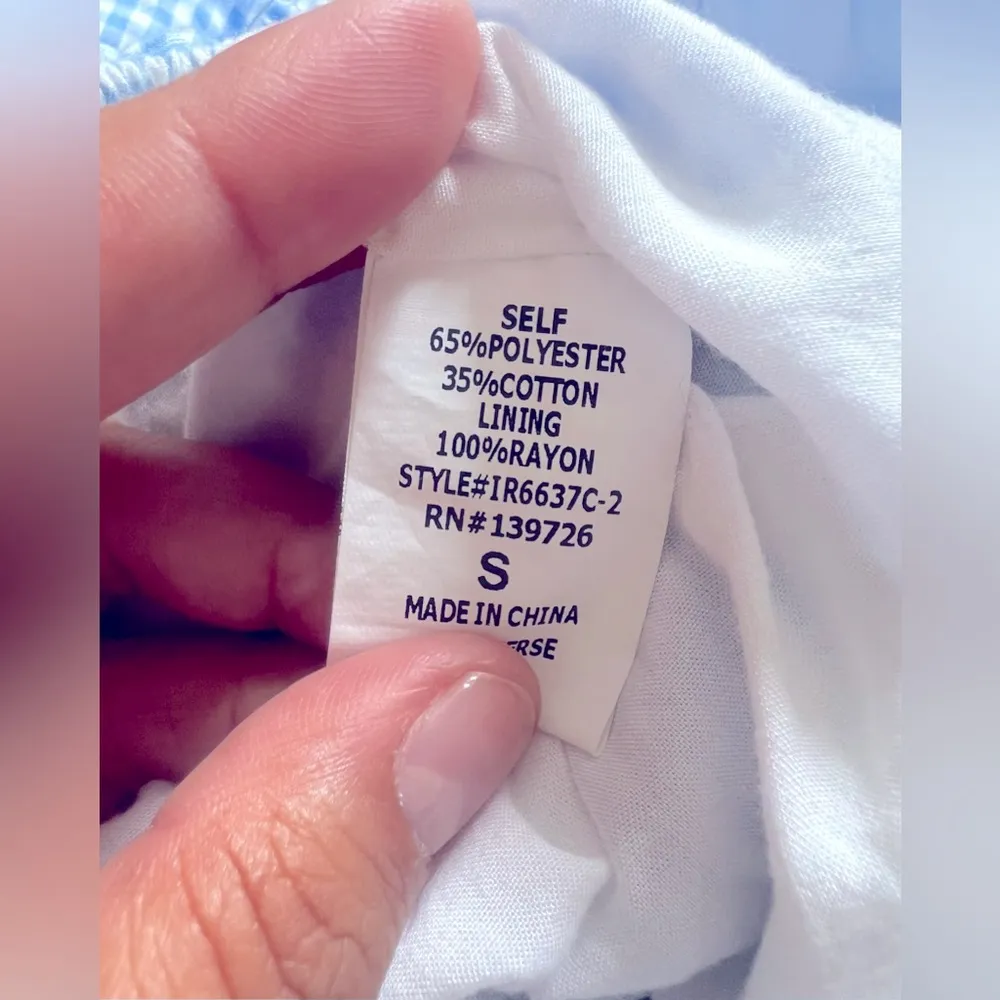 SELF
65%POLYESTER
35%COTTON
LINING
100%RAYON
STYLE#IR6637C-2
RN#139726
S
MADE IN CHINA